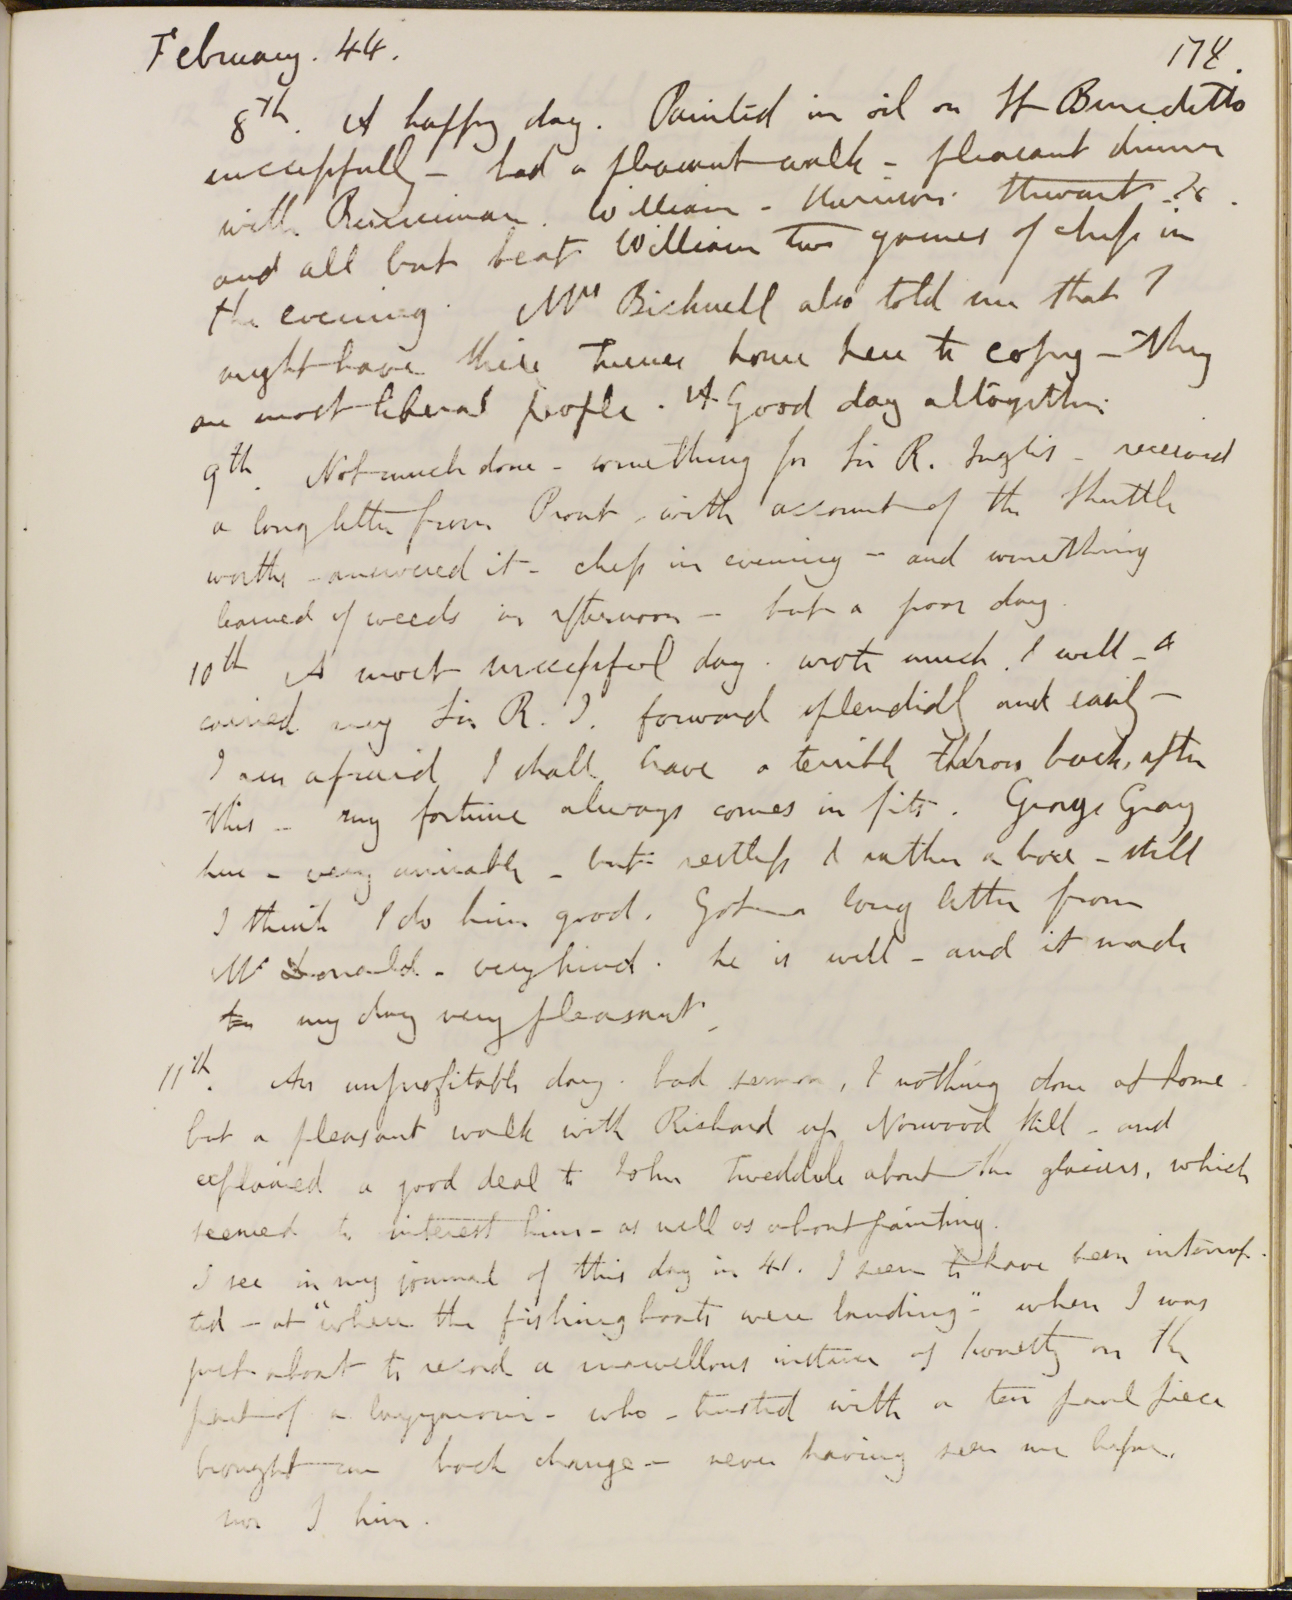 February. 44.
174.
8th. A happy day. Painted in oil on St Benedetto
successfully - had a pleasant walk - pleasant dinner
with Runciman. William - Harrison. Stewart &c.
and all but beat William two games of chess in
the evening. Mrs Bicknell also told me that I
might have their Turner home here to copy - They
are most liberal people. A Good day altogether.
9th. Not much done - something for Sir R. Inglis - received
a long letter from Prout, with account of the Shuttle
worths - answered it - chess in evening - and something
learned of weeds in afternoon - but a poor day.
10th A most successful day. wrote much & well - &
carried my Sir R. I. forward splendidly and easily -
I am afraid I shall have a terrible throw back, after
this - my fortune always comes in fits. George Gray
here - very amiable - but restless & rather a bore - still
I think I do him good. Got a long letter from
Mc Donald - very kind. he is well - and it made
my day very pleasant.
11th. An unprofitable day. bad sermon, & nothing done at home.
but a pleasant walk with Richard up Norwood Hill - and
explained a good deal to John Tweddale about the glaciers, which
seemed to interest him - as well as about painting.
I see in my journal of this day in 41. I seem to have been interrup-
ted - at "where the fishing boats were landing" - when I was
just about to record a marvellous instance of honesty on the
part of a lazzarone - who - trusted with a ten paul piece
brought me back change - never having seen me before.
nor I him.